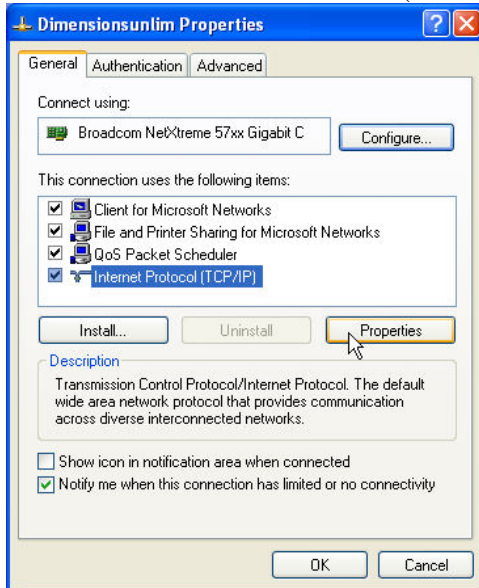 Dimensionsunlim Properties
General Authentication Advanced
Connect using:
Broadcom NetXtreme 57xx Gigabit C Configure...
This connection uses the following items:
Client for Microsoft Networks
File and Printer Sharing for Microsoft Networks
QoS Packet Scheduler
Internet Protocol (TCP/IP)
Install... Uninstall Properties
Description
Transmission Control Protocol/Internet Protocol. The default
wide area network protocol that provides communication
across diverse interconnected networks.
Show icon in notification area when connected
Notify me when this connection has limited or no connectivity
OK Cancel